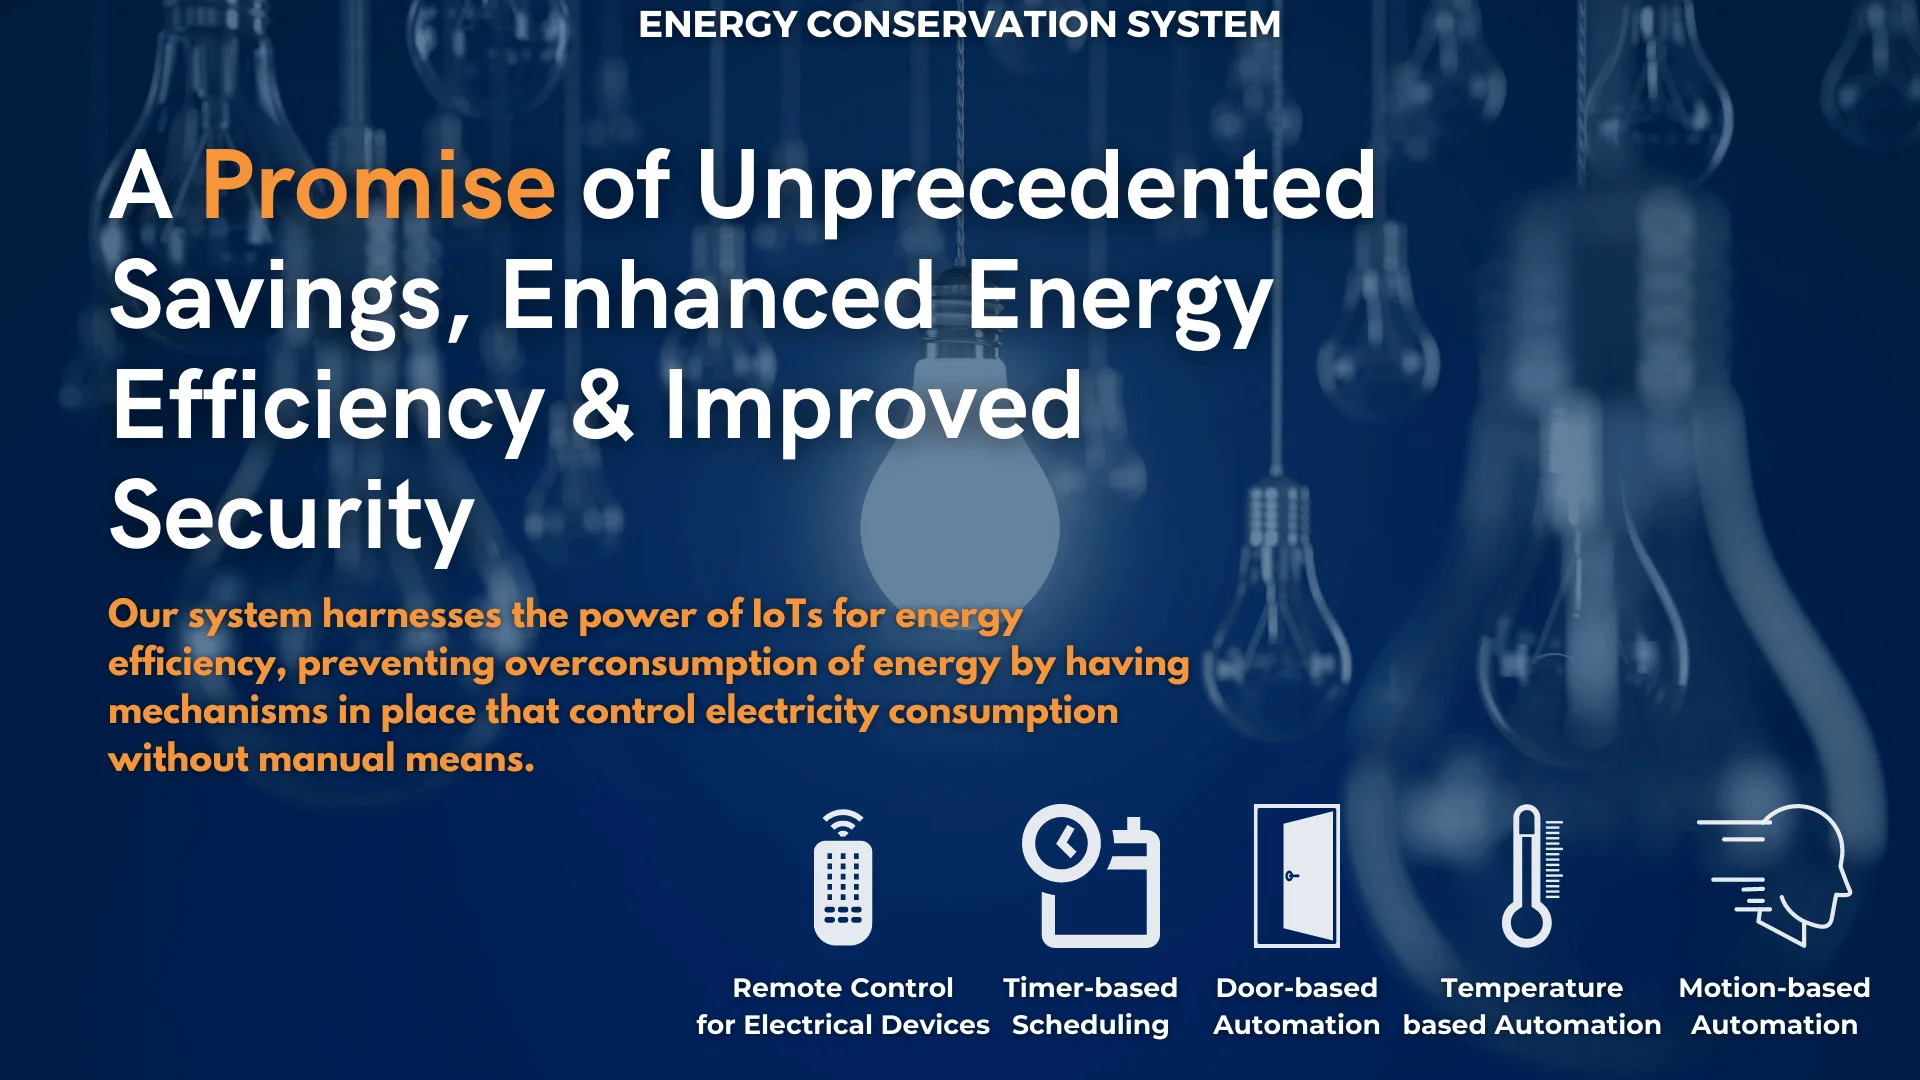 ENERGY CONSERVATION SYSTEM
A Promise of Unprecedented
Savings, Enhanced Energy
Efficiency & Improved
Security
Our system harnesses the power of IoTs for energy
efficiency, preventing overconsumption of energy by having
mechanisms in place that control electricity consumption
without manual means.
Remote Control
for Electrical Devices
Timer-based
Scheduling
Door-based
Automation
Temperature
based Automation
Motion-based
Automation